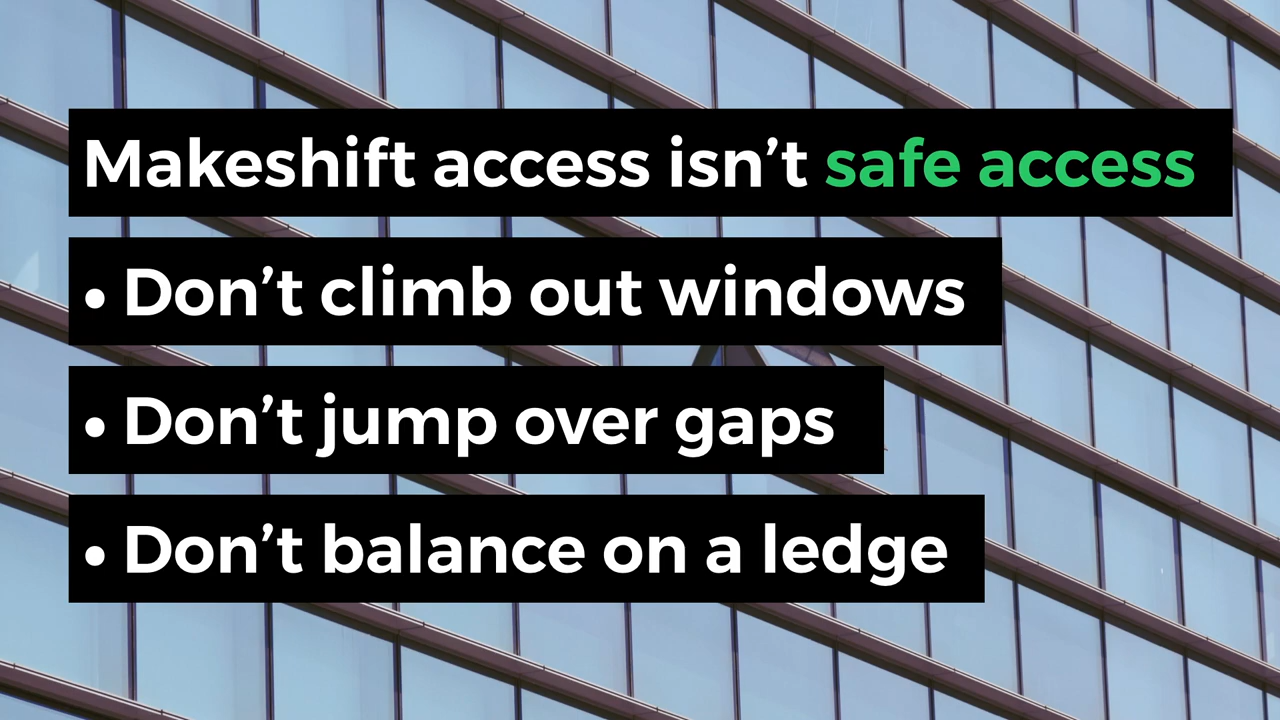 Makeshift access isn’t safe access
• Don’t climb out windows
• Don’t jump over gaps
• Don’t balance on a ledge